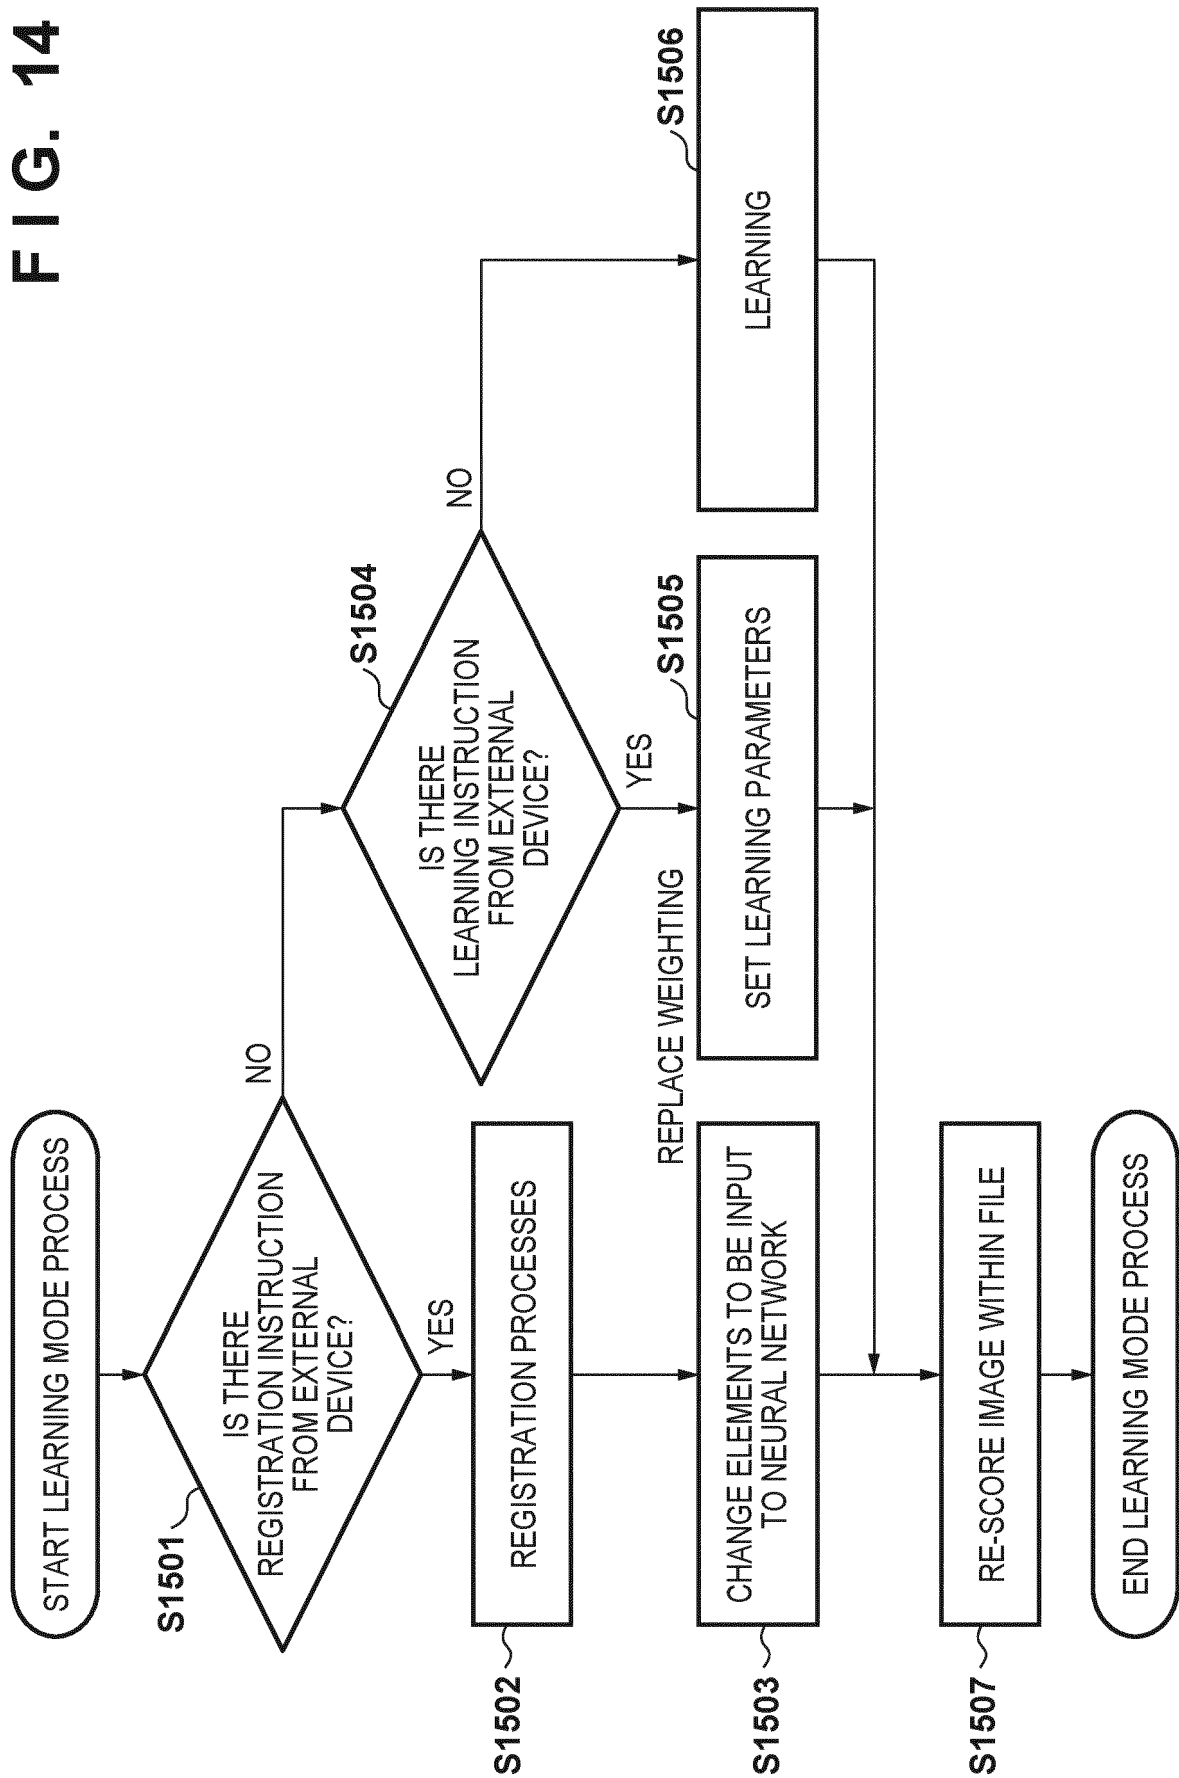 FIG. 14
START LEARNING MODE PROCESS
S1501
IS THERE
REGISTRATION INSTRUCTION
FROM EXTERNAL
DEVICE?
NO
YES
S1504
IS THERE
LEARNING INSTRUCTION
FROM EXTERNAL
DEVICE?
NO
YES
S1502
REGISTRATION PROCESSES
REPLACE WEIGHTING
S1503
CHANGE ELEMENTS TO BE INPUT
TO NEURAL NETWORK
S1505
SET LEARNING PARAMETERS
S1506
LEARNING
S1507
RE-SCORE IMAGE WITHIN FILE
END LEARNING MODE PROCESS